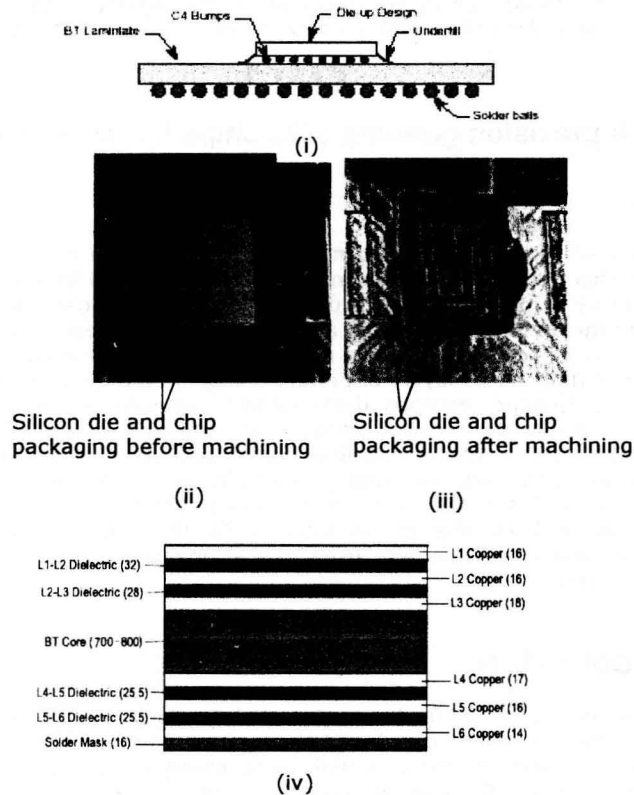 C4 Bumps
Die-up Design
BT Lamintate
Underfill
Solder balls
(i)
Silicon die and chip
packaging before machining
Silicon die and chip
packaging after machining
(ii)
(iii)
L1 Copper (16)
L1-L2 Dielectric (32)
L2 Copper (16)
L2-L3 Dielectric (28)
L3 Copper (18)
BT Core (700-800)
L4 Copper (17)
L4-L5 Dielectric (25 5)
L5 Copper (16)
L5-L6 Dielectric (25 5)
L6 Copper (14)
Solder Mask (16)
(iv)